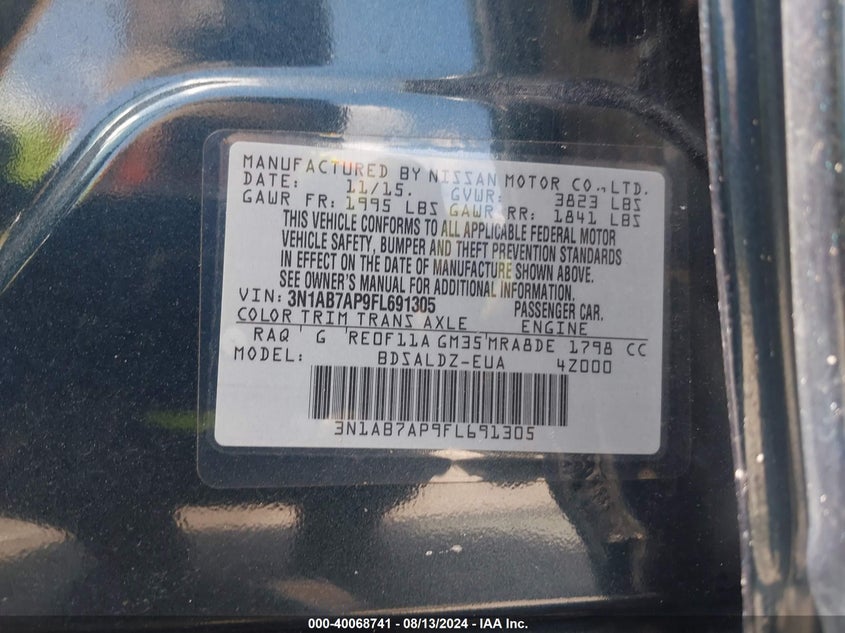 MANUFACTURED BY NISSAN MOTOR CO.,LTD.
DATE: 11/15. GVWR: 3823 LBS
GAWR FR: 1995 LBS GAWR RR: 1841 LBS
THIS VEHICLE CONFORMS TO ALL APPLICABLE FEDERAL MOTOR
VEHICLE SAFETY, BUMPER AND THEFT PREVENTION STANDARDS
IN EFFECT ON THE DATE OF MANUFACTURE SHOWN ABOVE.
SEE OWNER'S MANUAL FOR ADDITIONAL INFORMATION.
VIN: 3N1AB7AP9FL691305 PASSENGER CAR.
COLOR TRIM TRANS AXLE ENGINE
RAQ ' G 'RE0F11A GM35'MRA8DE 1798 CC
MODEL: BDSALDZ-EUA 4Z000
3N1AB7AP9FL691305
000-40068741 - 08/13/2024 - IAA Inc.